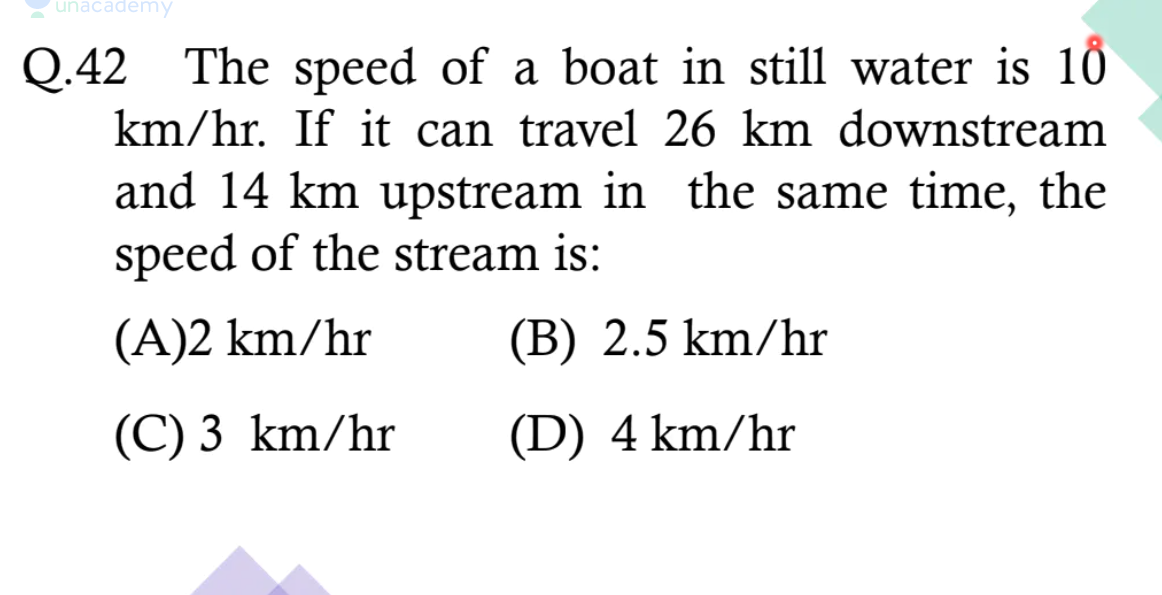 unacademy
Q.42 The speed of a boat in still water is 10
km/hr. If it can travel 26 km downstream
and 14 km upstream in the same time, the
speed of the stream is:
(A)2 km/hr (B) 2.5 km/hr
(C) 3 km/hr (D) 4 km/hr